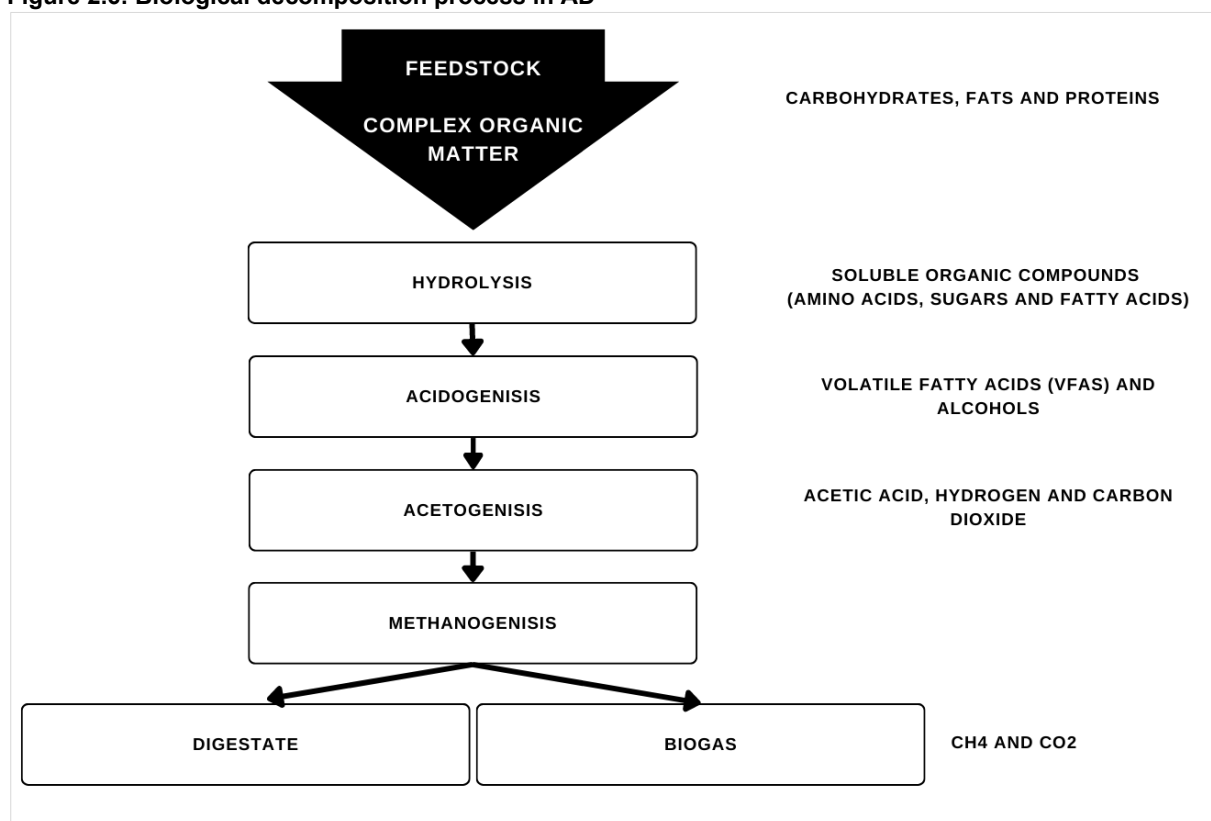 Figure 2.6: Biological decomposition process in AD
FEEDSTOCK
COMPLEX ORGANIC
MATTER
CARBOHYDRATES, FATS AND PROTEINS
HYDROLYSIS
SOLUBLE ORGANIC COMPOUNDS
(AMINO ACIDS, SUGARS AND FATTY ACIDS)
ACIDOGENISIS
VOLATILE FATTY ACIDS (VFAS) AND
ALCOHOLS
ACETOGENISIS
ACETIC ACID, HYDROGEN AND CARBON
DIOXIDE
METHANOGENISIS
DIGESTATE
BIOGAS
CH4 AND CO2